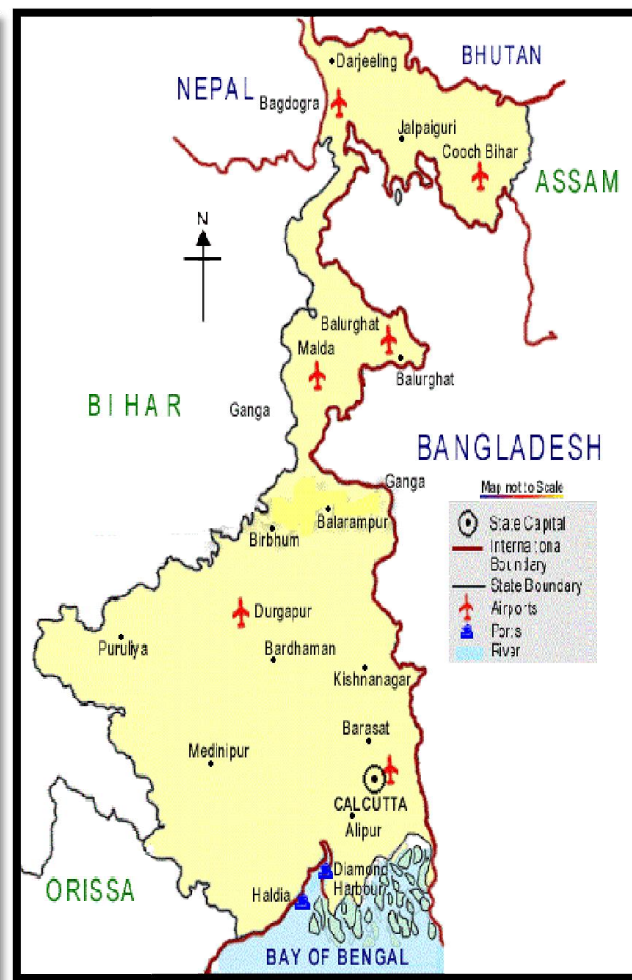 BHUTAN
Darjeeling
NEPAL
Bagdogra
Jalpaiguri
Cooch Bihar
ASSAM
N
Balurghat
Malda
Balurghat
BIHAR
Ganga
BANGLADESH
Ganga
Map not to Scale
State Capital
Internationa
Boundary
State Boundary
Airports
Ports
River
Balarampur
Birbhum
Durgapur
Puruliya
Bardhaman
Kishnanagar
Barasat
Medinipur
CALCUTTA
Alipur
Diamond
Harbour
ORISSA
Haldia
BAY OF BENGAL